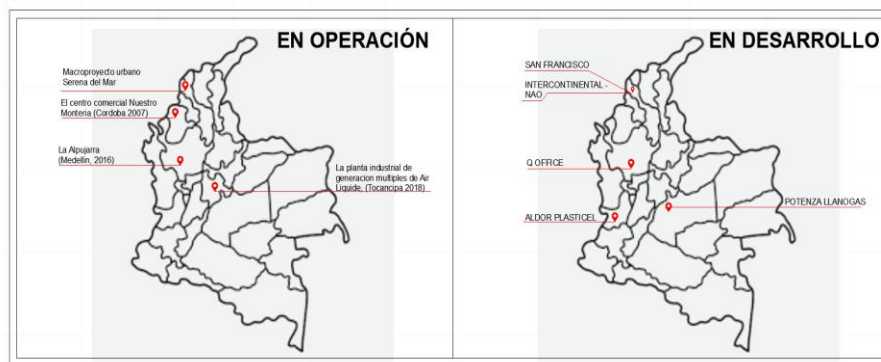 EN OPERACIÓN
Macroproyecto urbano
Serena del Mar
El centro comercial Nuestro
Monteria (Cordoba 2007)
La Alpujarra
(Medellin, 2016)
La planta industrial de
generacion multiples de Air
Liquide, (Tocancipa 2018)
EN DESARROLLO
SAN FRANCISCO
INTERCONTINENTAL -
NAO
Q OFFICE
ALDOR PLASTICEL
POTENZA LLANOGAS